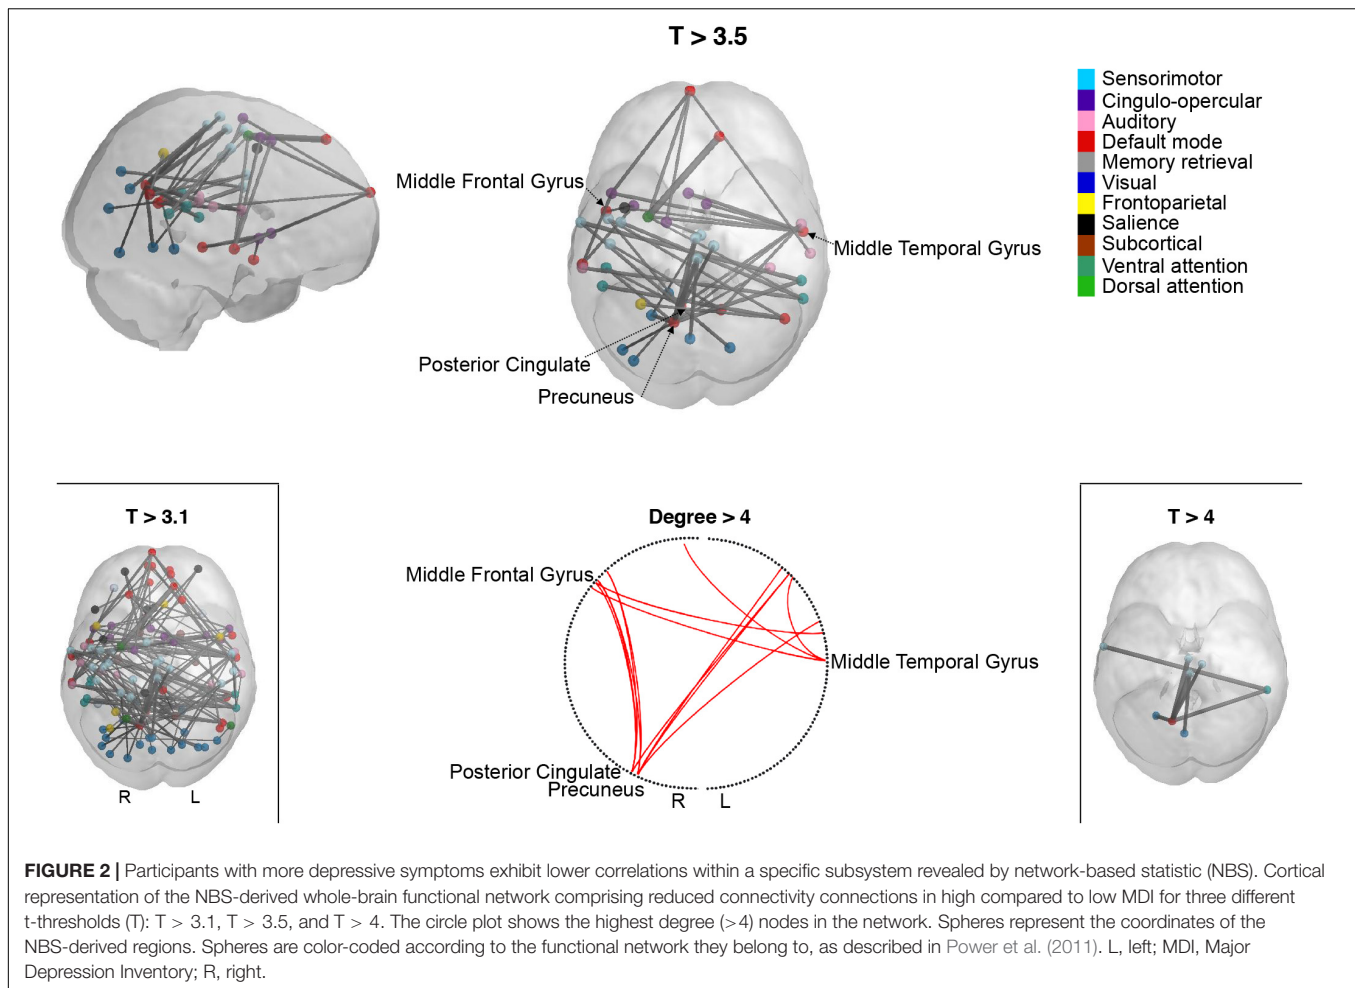 T > 3.5
Sensorimotor
Cingulo-opercular
Auditory
Default mode
Memory retrieval
Visual
Frontoparietal
Salience
Subcortical
Ventral attention
Dorsal attention
Middle Frontal Gyrus
Middle Temporal Gyrus
Posterior Cingulate
Precuneus
T > 3.1
R L
Degree > 4
Middle Frontal Gyrus
Middle Temporal Gyrus
Posterior Cingulate
Precuneus
R L
T > 4
FIGURE 2 | Participants with more depressive symptoms exhibit lower correlations within a specific subsystem revealed by network-based statistic (NBS). Cortical
representation of the NBS-derived whole-brain functional network comprising reduced connectivity connections in high compared to low MDI for three different
t-thresholds (T): T > 3.1, T > 3.5, and T > 4. The circle plot shows the highest degree (>4) nodes in the network. Spheres represent the coordinates of the
NBS-derived regions. Spheres are color-coded according to the functional network they belong to, as described in Power et al. (2011). L, left; MDI, Major
Depression Inventory; R, right.